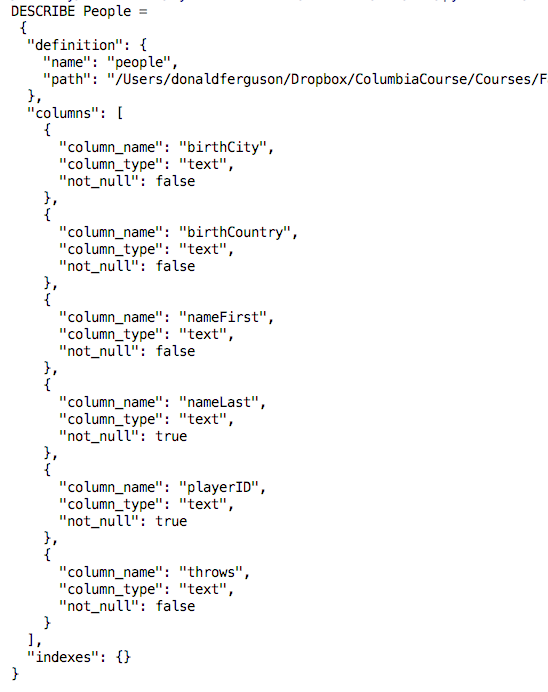 DESCRIBE People =
 {
  "definition": {
    "name": "people",
    "path": "/Users/donaldferguson/Dropbox/ColumbiaCourse/Courses/F
  },
  "columns": [
    {
      "column_name": "birthCity",
      "column_type": "text",
      "not_null": false
    },
    {
      "column_name": "birthCountry",
      "column_type": "text",
      "not_null": false
    },
    {
      "column_name": "nameFirst",
      "column_type": "text",
      "not_null": false
    },
    {
      "column_name": "nameLast",
      "column_type": "text",
      "not_null": true
    },
    {
      "column_name": "playerID",
      "column_type": "text",
      "not_null": true
    },
    {
      "column_name": "throws",
      "column_type": "text",
      "not_null": false
    }
  ],
  "indexes": {}
}